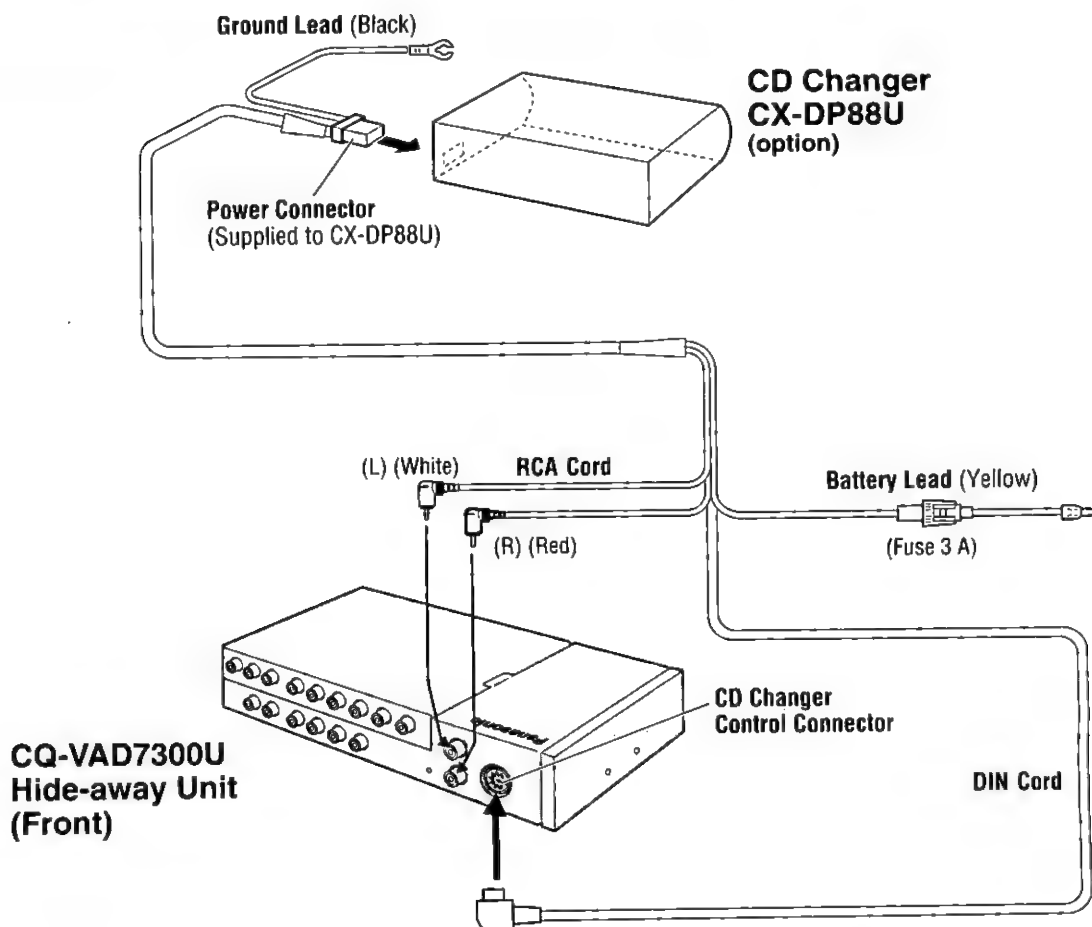 Ground Lead (Black)
CD Changer
CX-DP88U
(option)
Power Connector
(Supplied to CX-DP88U)
(L) (White)
RCA Cord
Battery Lead (Yellow)
(R) (Red)
(Fuse 3 A)
Panasonic
CD Changer
Control Connector
CQ-VAD7300U
Hide-away Unit
(Front)
DIN Cord